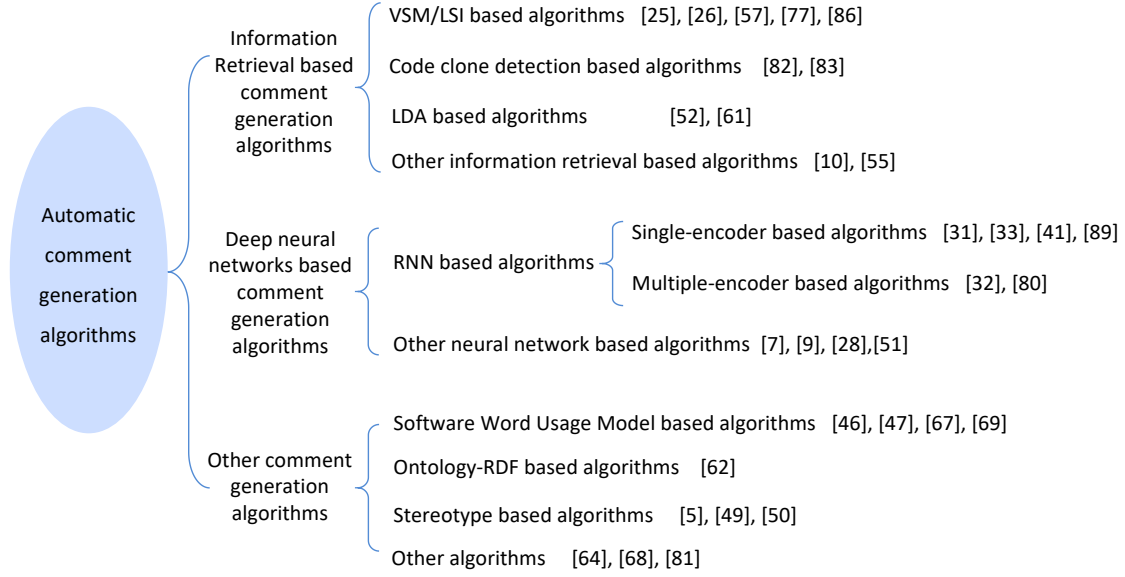 Automatic
comment
generation
algorithms
Information
Retrieval based
comment
generation
algorithms
VSM/LSI based algorithms [25], [26], [57], [77], [86]
Code clone detection based algorithms [82], [83]
LDA based algorithms [52], [61]
Other information retrieval based algorithms [10], [55]
Deep neural
networks based
comment
generation
algorithms
RNN based algorithms
Single-encoder based algorithms [31], [33], [41], [89]
Multiple-encoder based algorithms [32], [80]
Other neural network based algorithms [7], [9], [28],[51]
Other comment
generation
algorithms
Software Word Usage Model based algorithms [46], [47], [67], [69]
Ontology-RDF based algorithms [62]
Stereotype based algorithms [5], [49], [50]
Other algorithms [64], [68], [81]